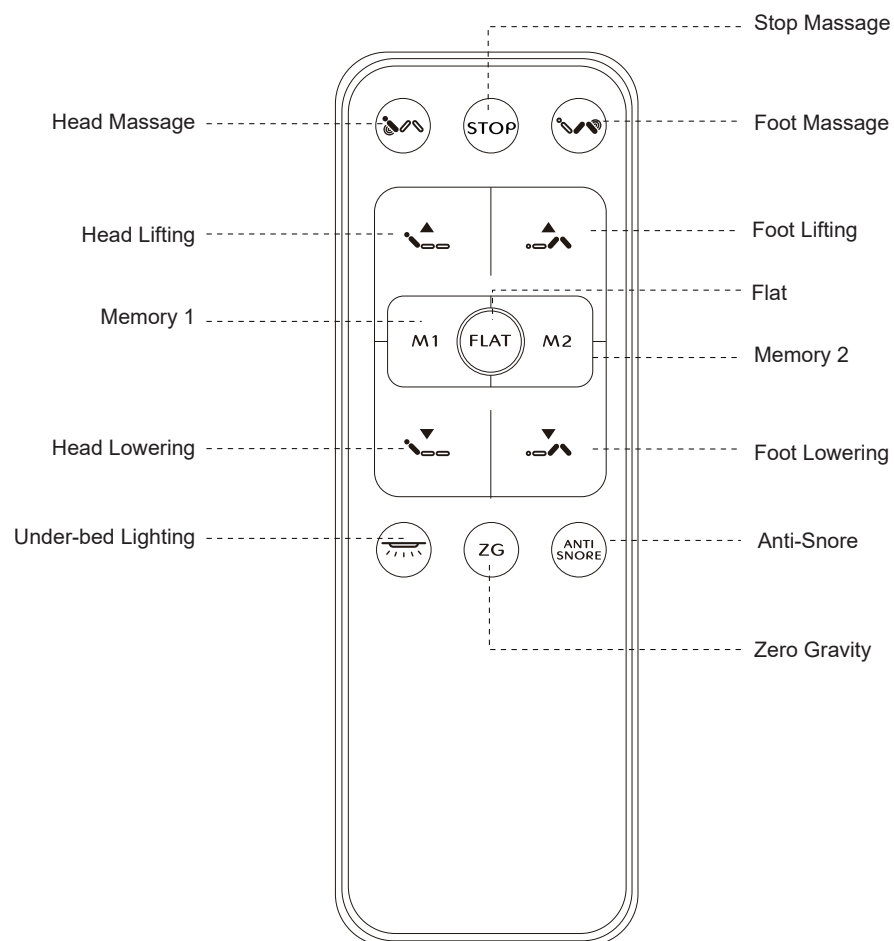 Stop Massage
Head Massage
STOP
Foot Massage
Head Lifting
Foot Lifting
Flat
Memory 1
M1
FLAT
M2
Memory 2
Head Lowering
Foot Lowering
Under-bed Lighting
ZG
ANTI
SNORE
Anti-Snore
Zero Gravity